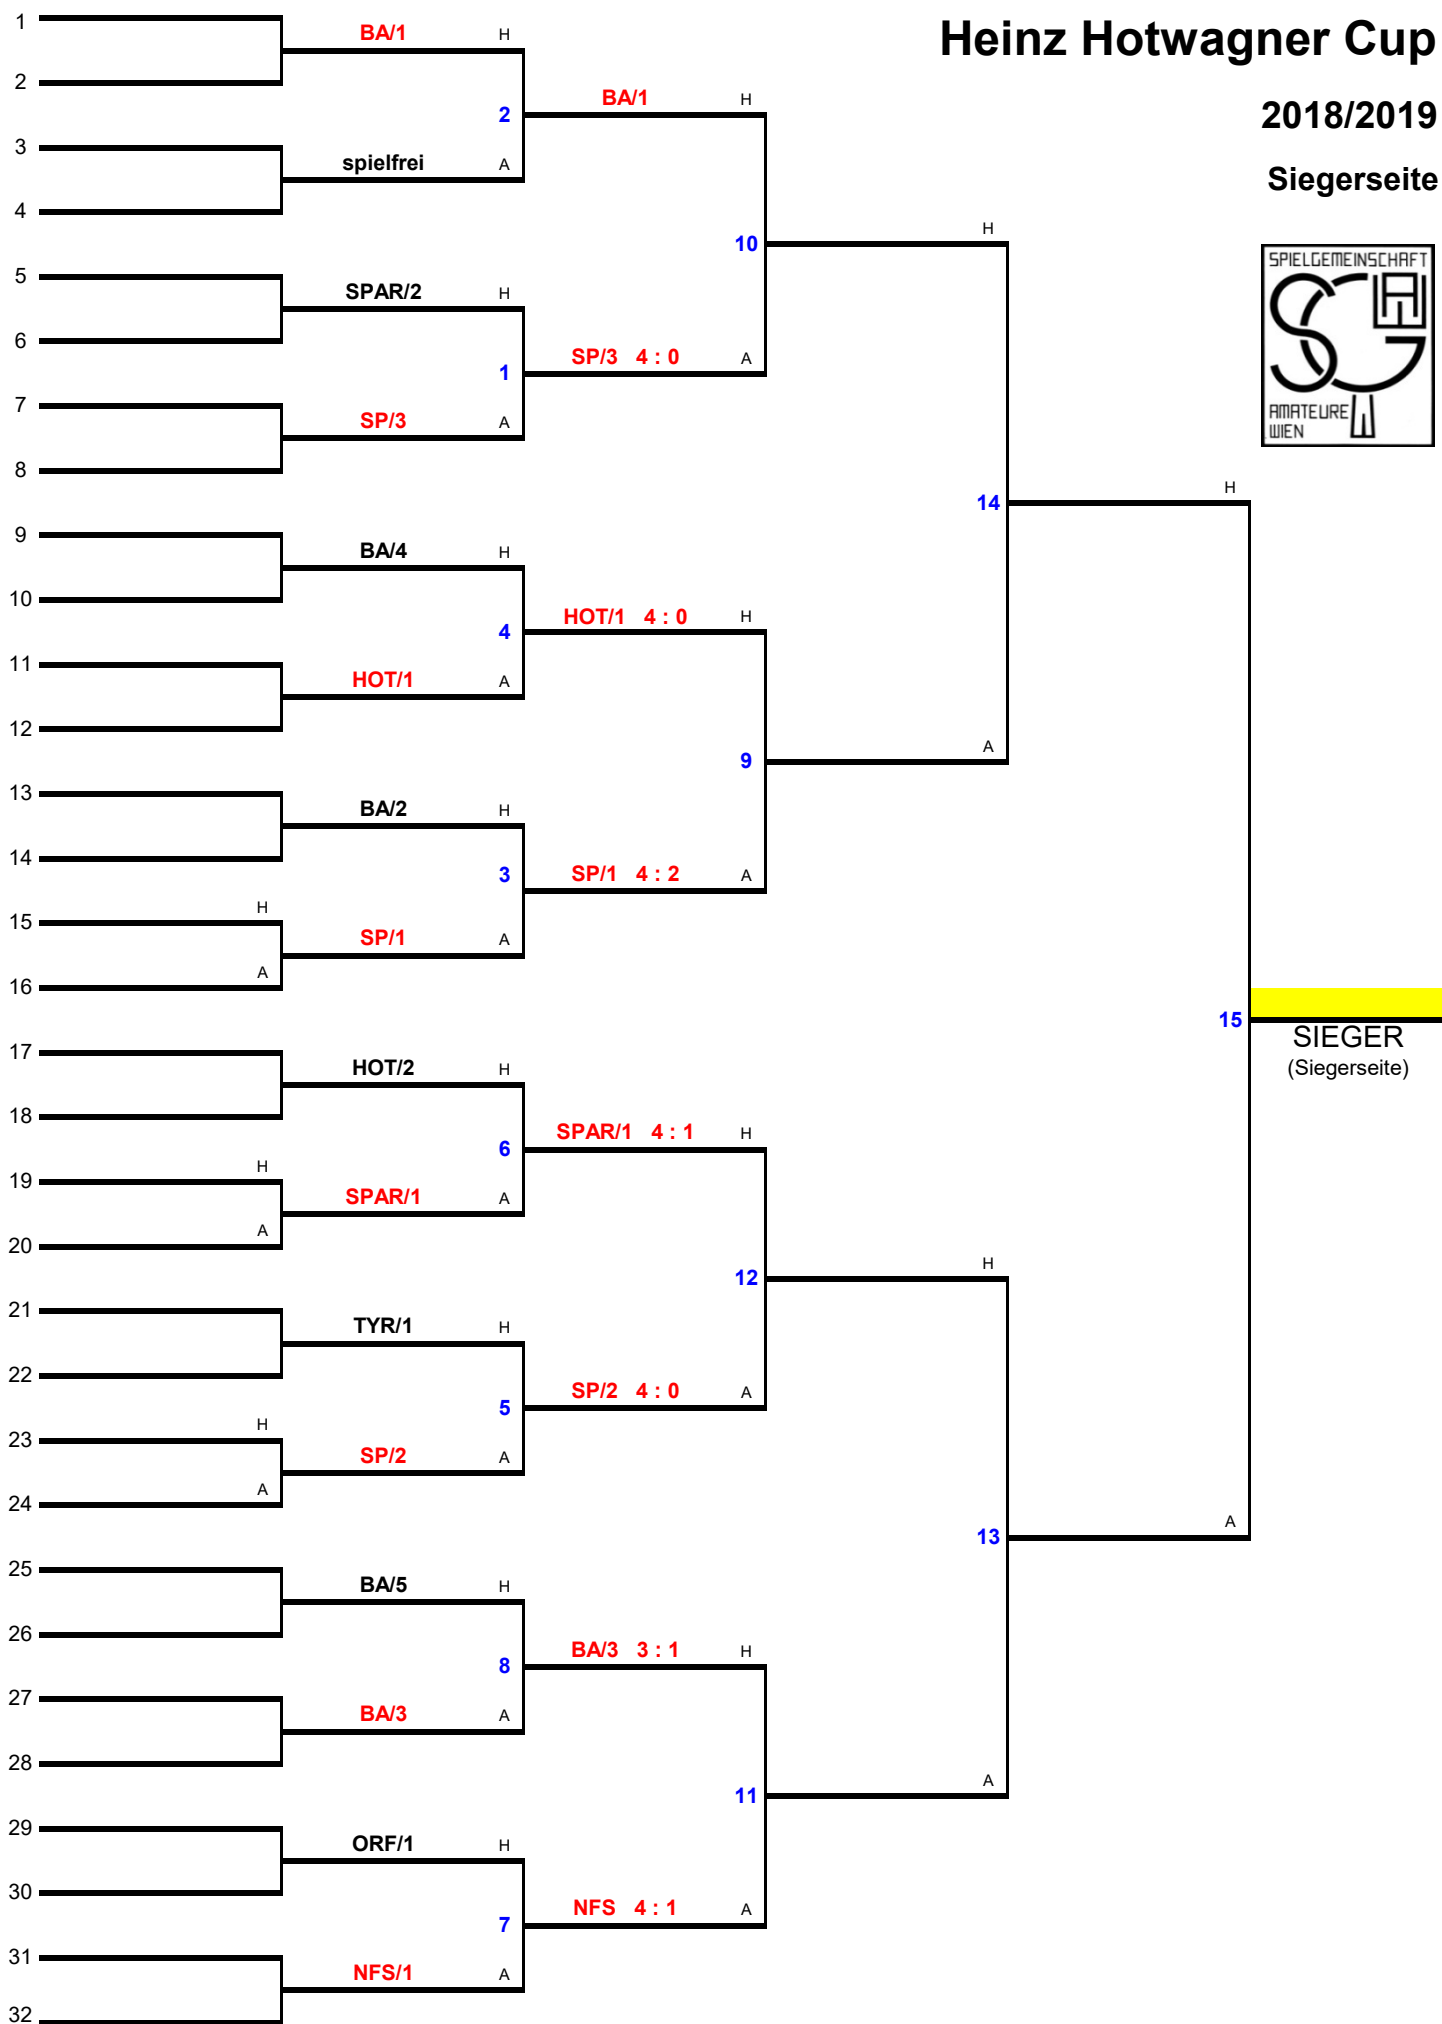 Heinz Hotwagner Cup
2018/2019
Siegerseite
SPIELGEMEINSCHAFT
SG
AW
AMATEURE
WIEN
1
BA/1 H
2
2
BA/1 H
3
spielfrei A
4
10
H
5
SPAR/2 H
6
1
SP/3 4 : 0 A
7
SP/3 A
8
14
H
9
BA/4 H
10
4
HOT/1 4 : 0 H
11
HOT/1 A
12
9
A
13
BA/2 H
14
3
SP/1 4 : 2 A
15 H
SP/1 A
16 A
15
SIEGER
(Siegerseite)
17
HOT/2 H
18
6
SPAR/1 4 : 1 H
19 H
SPAR/1 A
20 A
12
H
21
TYR/1 H
22
5
SP/2 4 : 0 A
23 H
SP/2 A
24 A
13
A
25
BA/5 H
26
8
BA/3 3 : 1 H
27
BA/3 A
28
11
A
29
ORF/1 H
30
7
NFS 4 : 1 A
31
NFS/1 A
32